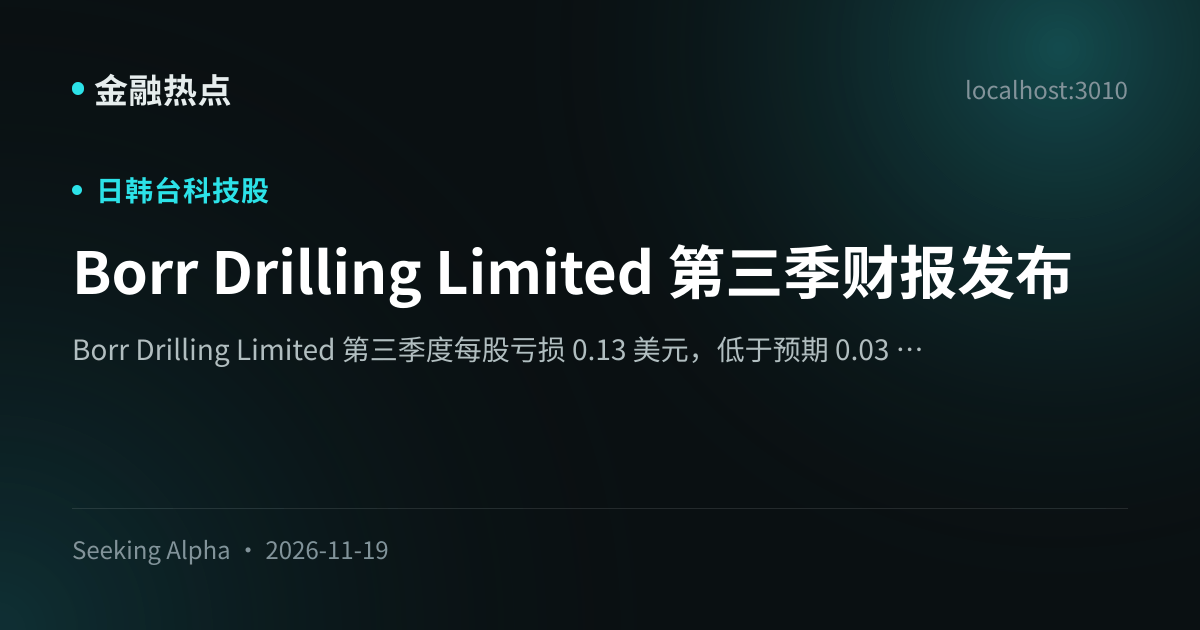 金融热点
localhost:3010
日韩台科技股
Borr Drilling Limited 第三季财报发布
Borr Drilling Limited 第三季度每股亏损 0.13 美元，低于预期 0.03 …
Seeking Alpha · 2026-11-19